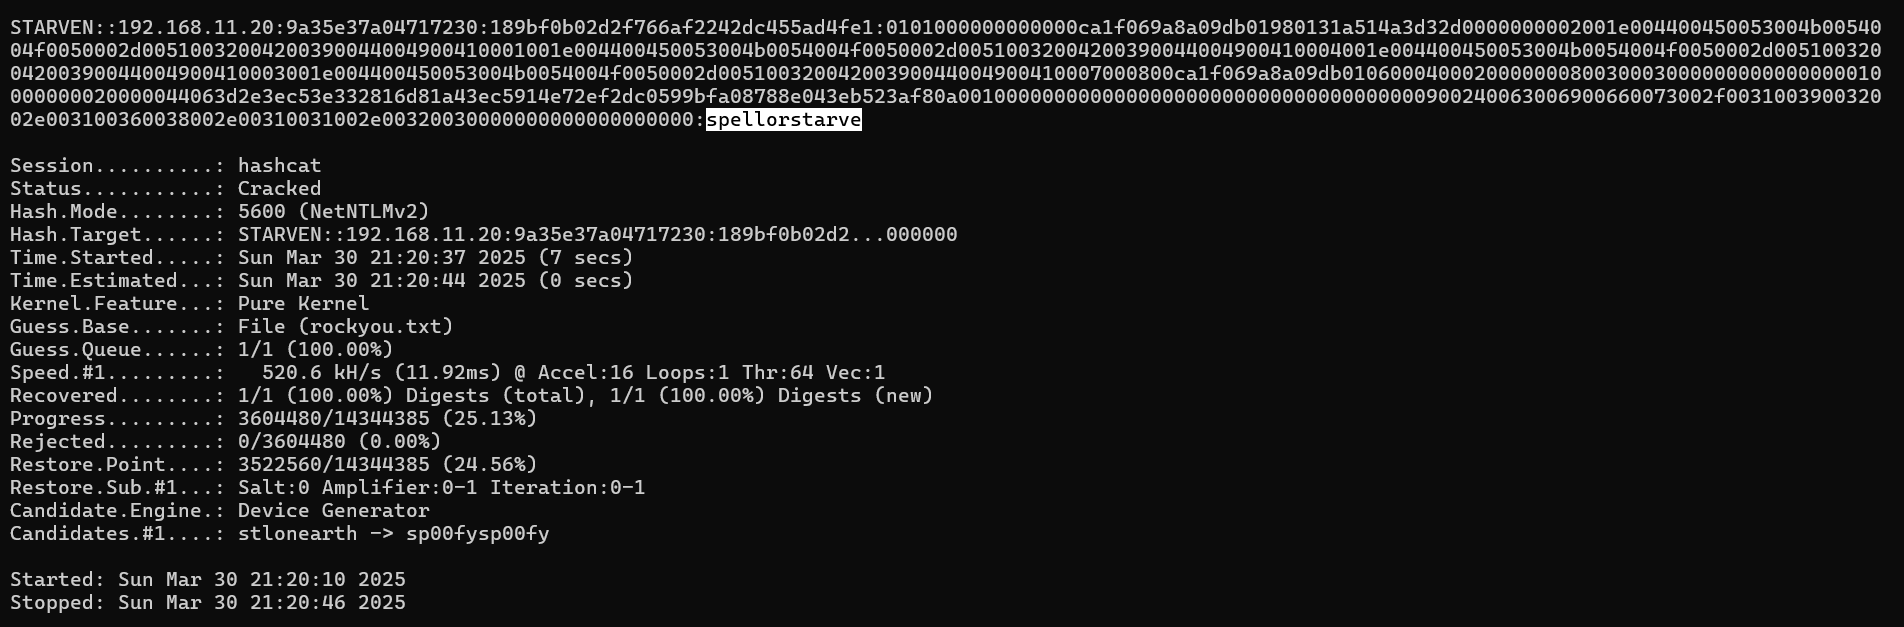 STARVEN::192.168.11.20:9a35e37a04717230:189bf0b02d2f766af2242dc455ad4fe1:0101000000000000ca1f069a8a09db01980131a514a3d32d0000000002001e004400450053004b00540
04f0050002d00510032004200390044004900410001001e004400450053004b0054004f0050002d00510032004200390044004900410004001e004400450053004b0054004f0050002d005100320
04200390044004900410003001e004400450053004b0054004f0050002d00510032004200390044004900410007000800ca1f069a8a09db0106000400020000000800300030000000000000000010
0000000020000044063d2e3ec53e332816d81a43ec5914e72ef2dc0599bfa08788e043eb523af80a0010000000000000000000000000000000000009002400630069006600730002f0031003900320
02e003100360038002e00310031002e00320030000000000000000000:spellorstarve
Session..........: hashcat
Status...........: Cracked
Hash.Mode........: 5600 (NetNTLMv2)
Hash.Target......: STARVEN::192.168.11.20:9a35e37a04717230:189bf0b02d2...000000
Time.Started.....: Sun Mar 30 21:20:37 2025 (7 secs)
Time.Estimated...: Sun Mar 30 21:20:44 2025 (0 secs)
Kernel.Feature...: Pure Kernel
Guess.Base.......: File (rockyou.txt)
Guess.Queue......: 1/1 (100.00%)
Speed.#1.........:   520.6 kH/s (11.92ms) @ Accel:16 Loops:1 Thr:64 Vec:1
Recovered........: 1/1 (100.00%) Digests (total), 1/1 (100.00%) Digests (new)
Progress.........: 3604480/14344385 (25.13%)
Rejected.........: 0/3604480 (0.00%)
Restore.Point....: 3522560/14344385 (24.56%)
Restore.Sub.#1...: Salt:0 Amplifier:0-1 Iteration:0-1
Candidate.Engine.: Device Generator
Candidates.#1....: stlonearth -> sp00fysp00fy
Started: Sun Mar 30 21:20:10 2025
Stopped: Sun Mar 30 21:20:46 2025